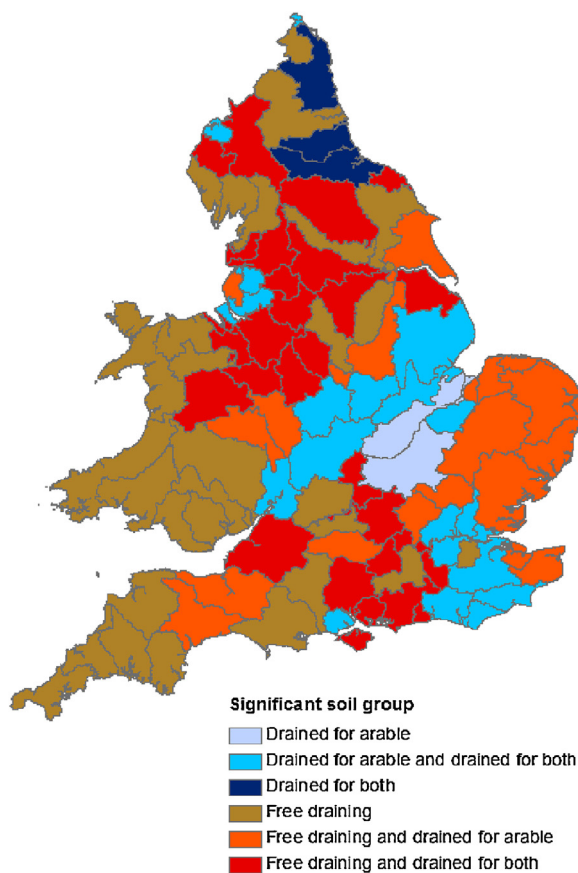 Significant soil group
Drained for arable
Drained for arable and drained for both
Drained for both
Free draining
Free draining and drained for arable
Free draining and drained for both